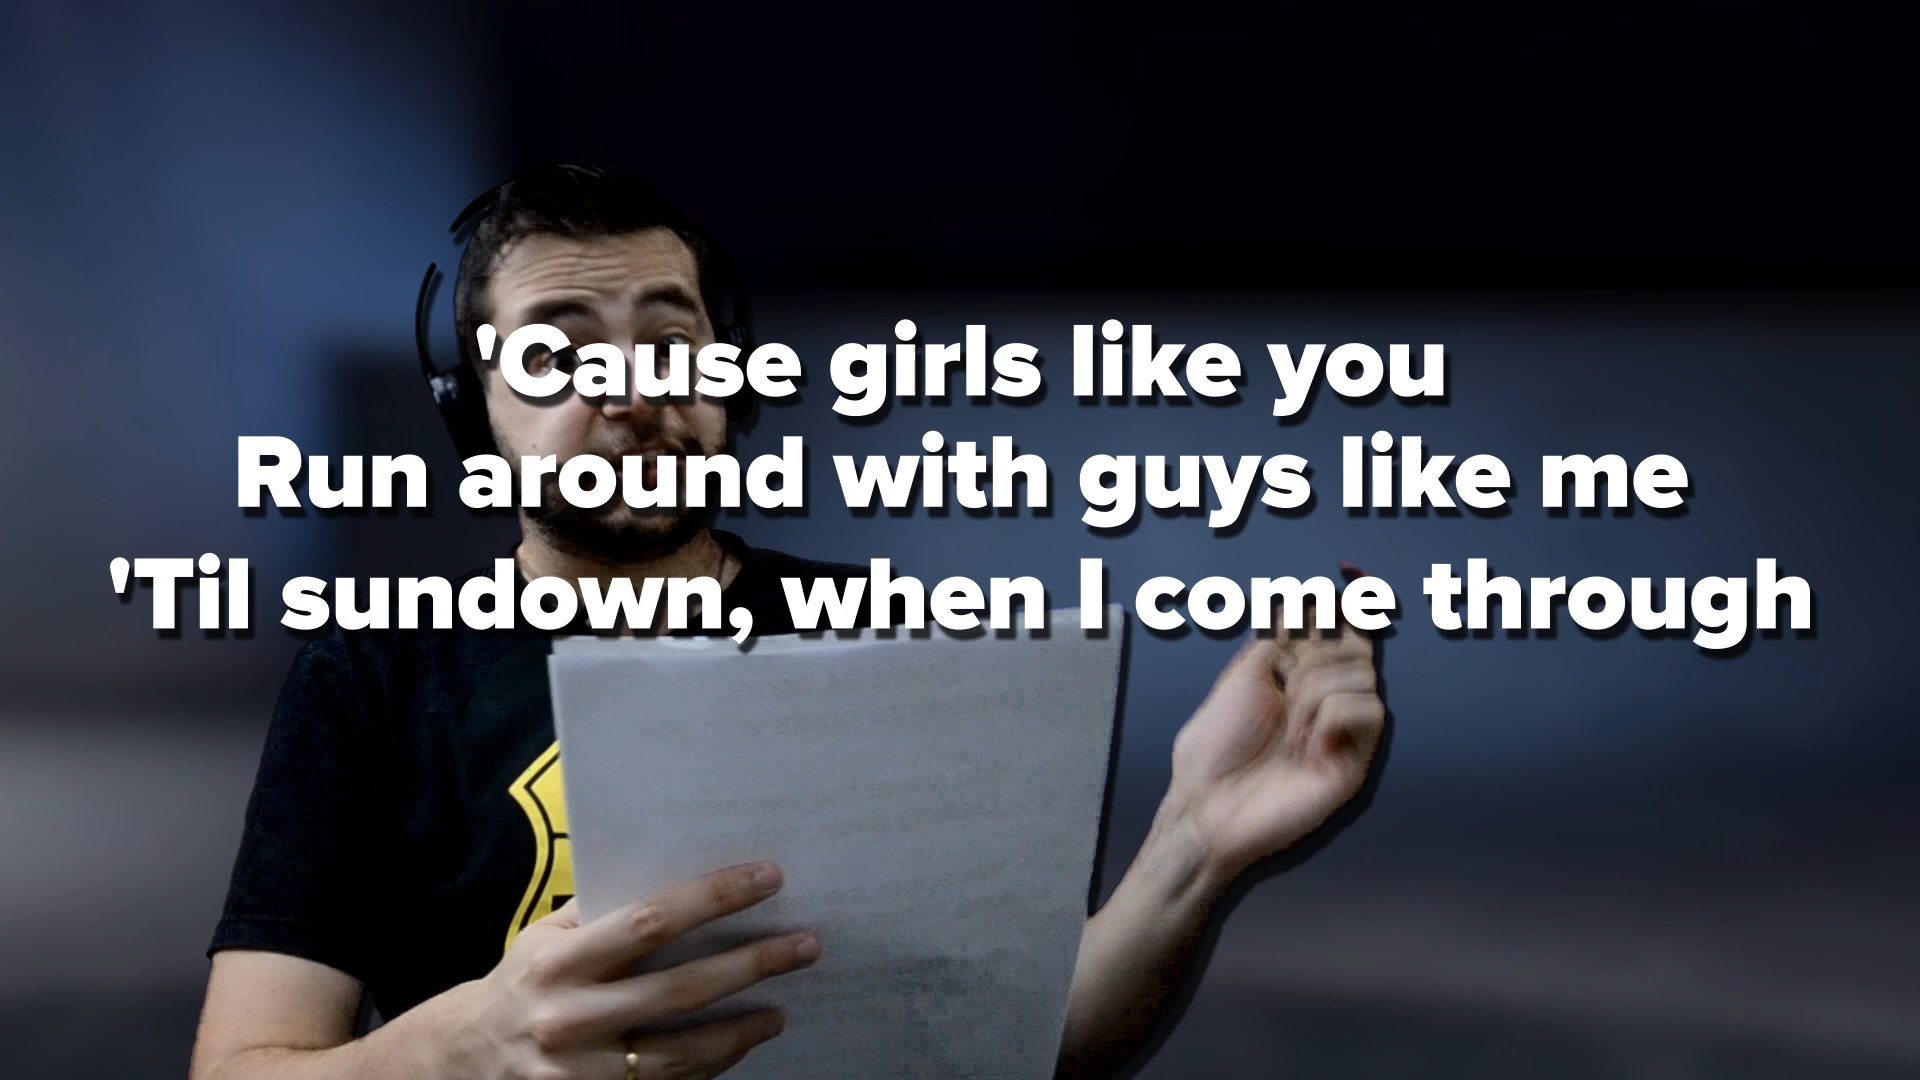 'Cause girls like you
Run around with guys like me
'Til sundown, when I come through